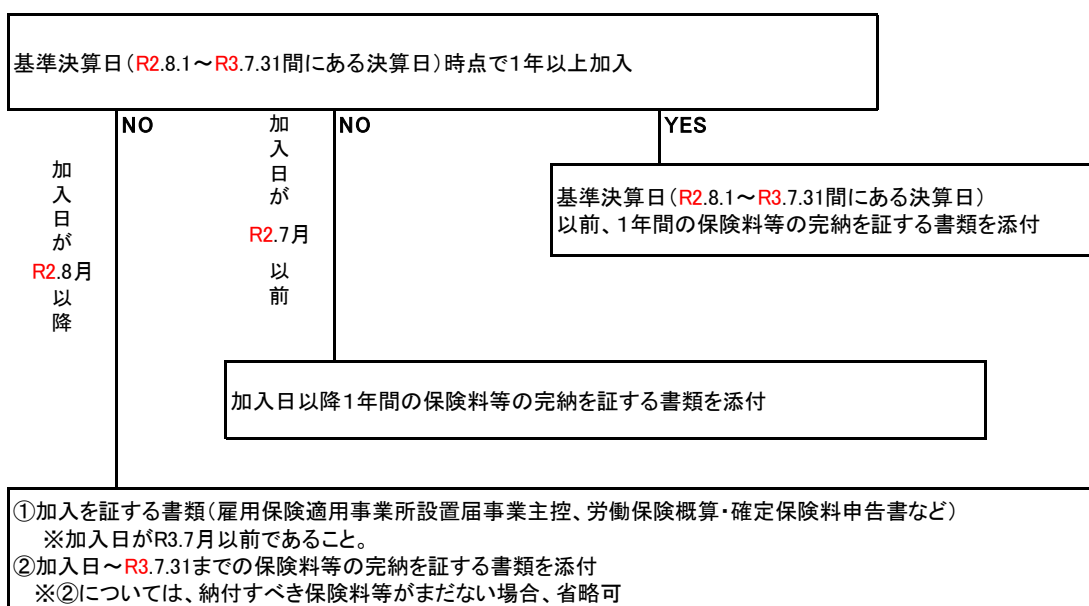 基準決算日(R2.8.1～R3.7.31間にある決算日)時点で1年以上加入
NO
加入日がR2.8月以降
NO
加入日がR2.7月以前
YES
基準決算日(R2.8.1～R3.7.31間にある決算日)
以前、1年間の保険料等の完納を証する書類を添付
加入日以降1年間の保険料等の完納を証する書類を添付
①加入を証する書類(雇用保険適用事業所設置届事業主控、労働保険概算・確定保険料申告書など)
※加入日がR3.7月以前であること。
②加入日～R3.7.31までの保険料等の完納を証する書類を添付
※②については、納付すべき保険料等がまだない場合、省略可